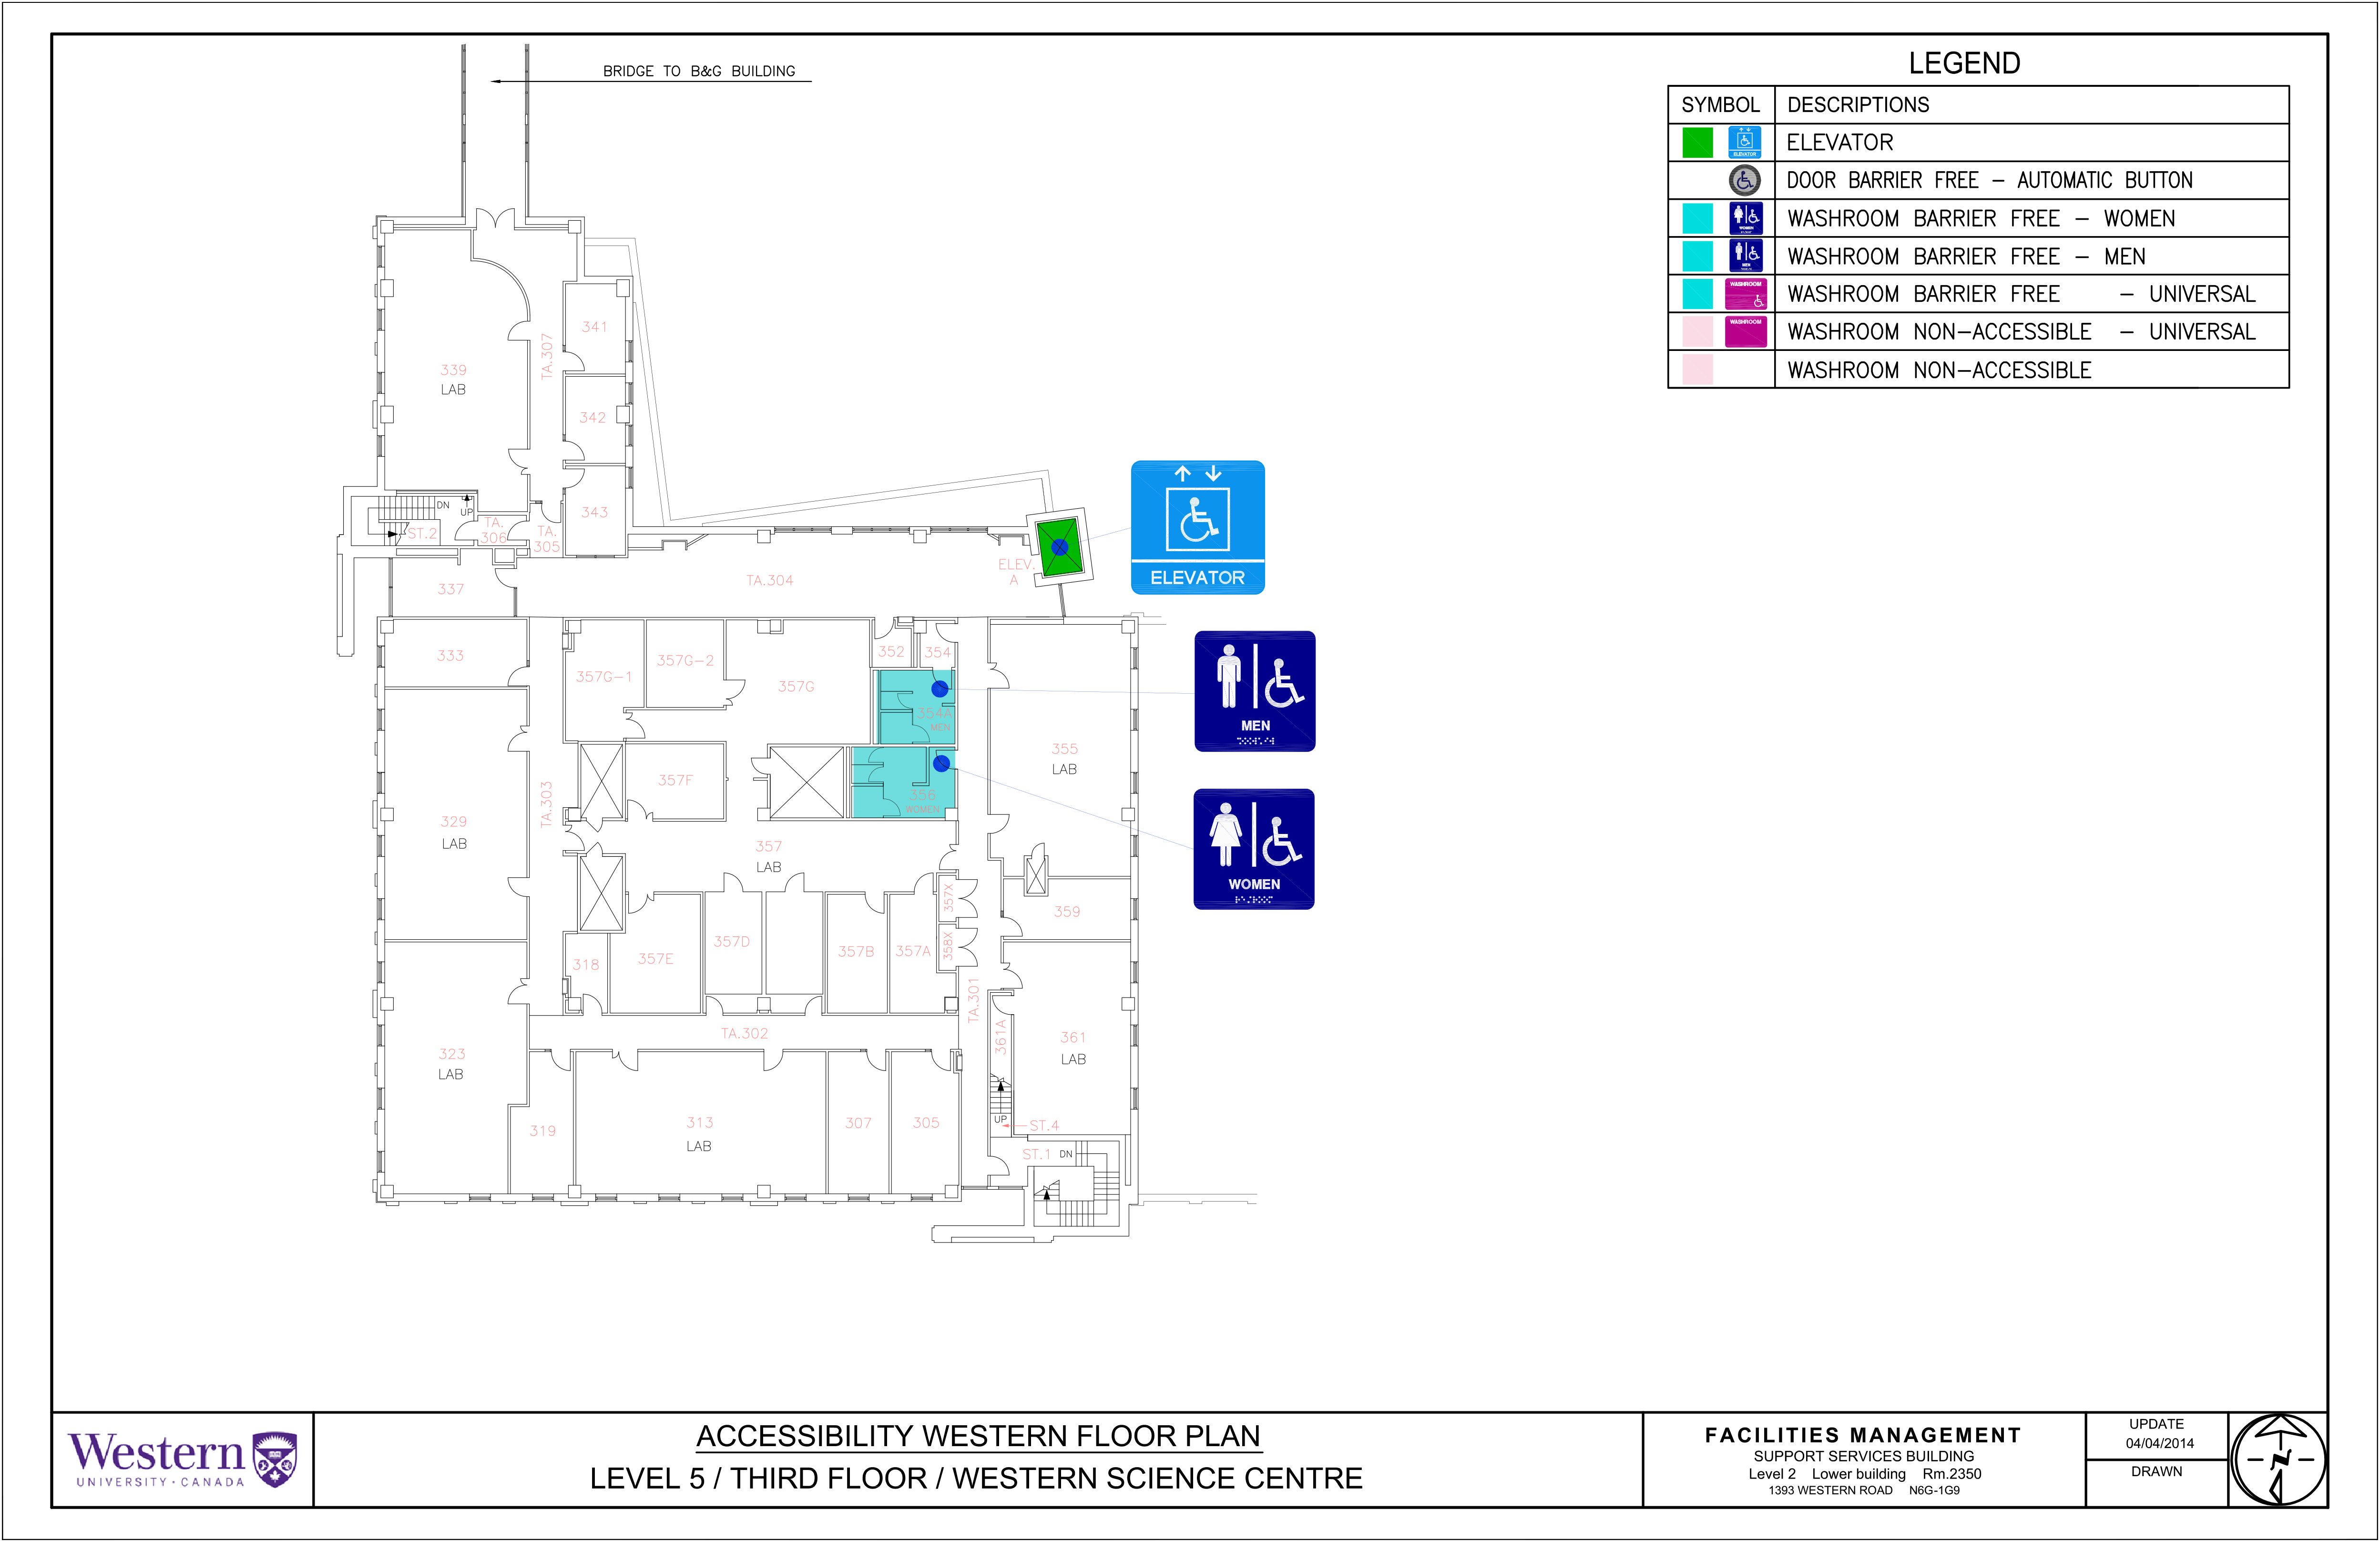 BRIDGE TO B&G BUILDING
LEGEND
SYMBOL DESCRIPTIONS
ELEVATOR ELEVATOR
DOOR BARRIER FREE - AUTOMATIC BUTTON
WOMEN WASHROOM BARRIER FREE - WOMEN
MEN WASHROOM BARRIER FREE - MEN
WASHROOM WASHROOM BARRIER FREE - UNIVERSAL
WASHROOM WASHROOM NON-ACCESSIBLE - UNIVERSAL
WASHROOM NON-ACCESSIBLE
341
TA.307
339
LAB
342
343
DN
UP
ST.2
TA.
306
TA.
305
ELEV.
A
ELEVATOR
TA.304
337
333
357G-1
357G-2
357G
352
354
354A
MEN
MEN
355
LAB
357F
356
WOMEN
WOMEN
TA.303
329
LAB
357
LAB
357X
359
358X
318
357E
357D
357B
357A
TA.301
361A
361
LAB
TA.302
323
LAB
319
313
LAB
307
305
UP
ST.4
ST.1
DN
Western
UNIVERSITY · CANADA
ACCESSIBILITY WESTERN FLOOR PLAN
LEVEL 5 / THIRD FLOOR / WESTERN SCIENCE CENTRE
FACILITIES MANAGEMENT
SUPPORT SERVICES BUILDING
Level 2 Lower building Rm.2350
1393 WESTERN ROAD N6G-1G9
UPDATE
04/04/2014
DRAWN
N